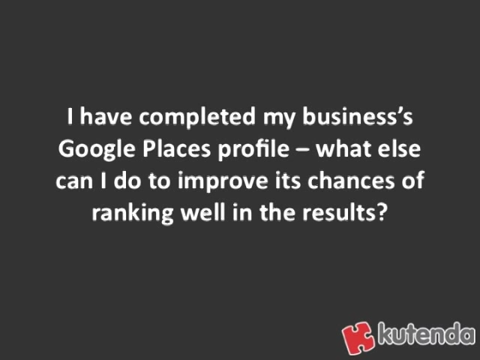 I have completed my business’s
Google Places profile – what else
can I do to improve its chances of
ranking well in the results?
kutenda